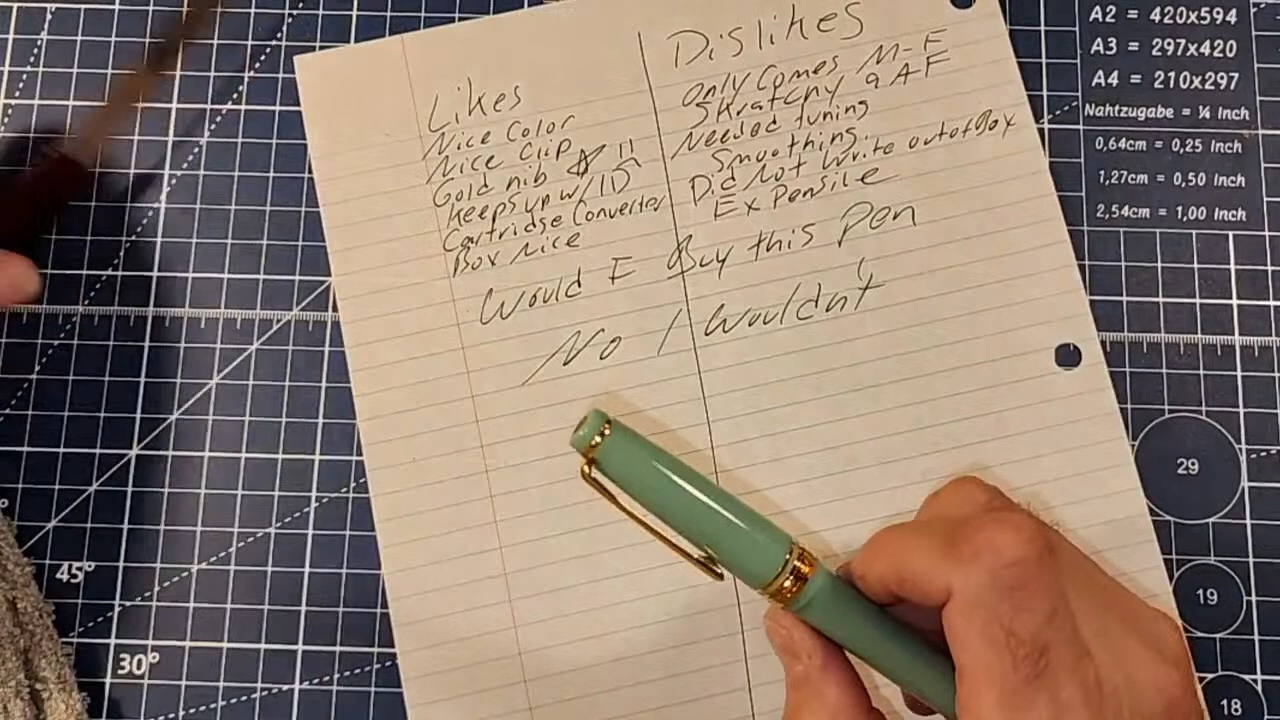 Likes
Nice Color
Nice Clip
Gold nib ☆ !!
Keeps up w/ ID
Cartridse Converter
Box Nice
Dislikes
only Comes M-F
Skratchy AF
Needed tuning
Smoothing.
Did Not Write out of Box
Ex Pensile
Would I Buy this Pen
No I Wouldn't
A2 = 420x594
A3 = 297x420
A4 = 210x297
Nahtzugabe = ¼ Inch
0,64cm = 0,25 Inch
1,27cm = 0,50 Inch
2,54cm = 1,00 Inch
29
19
18
45°
30°